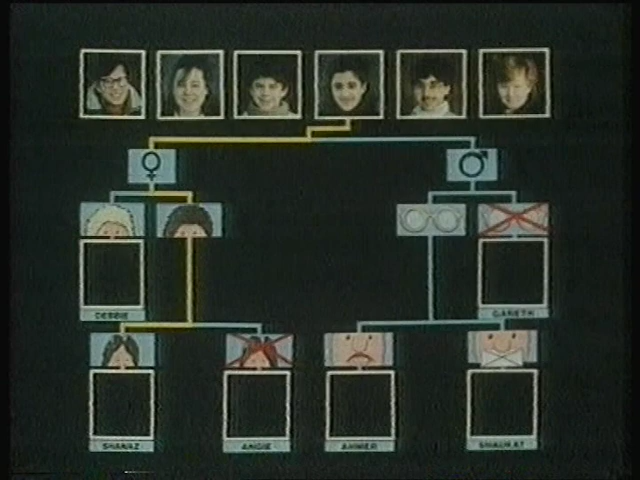 DEBBIE
GARETH
SHANAZ
ANGIE
AHMER
SHAUKAT